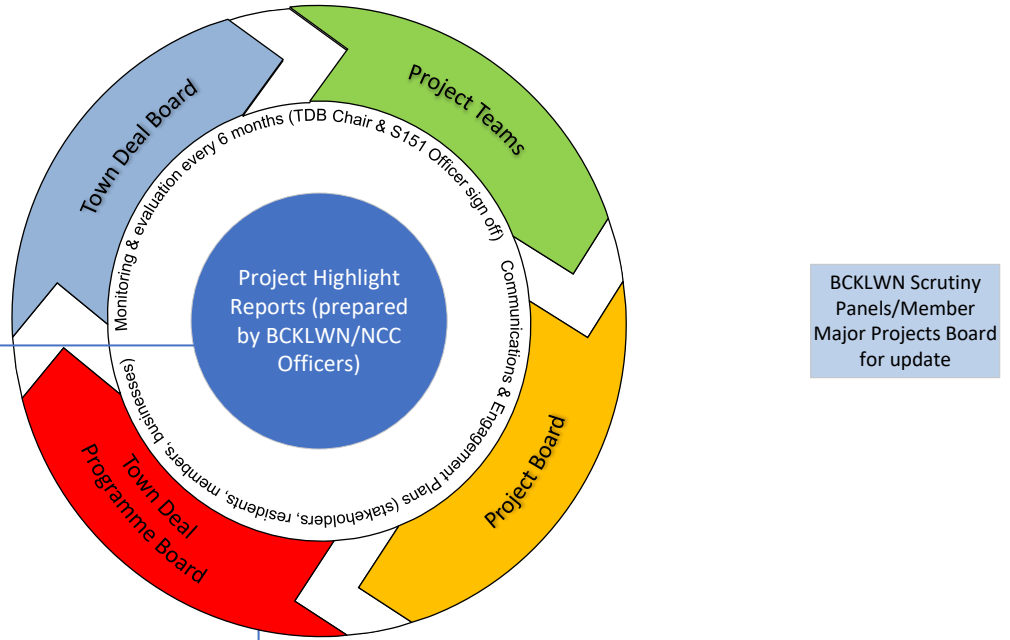 Town Deal Board
Project Teams
Monitoring & evaluation every 6 months (TDB Chair & S151 Officer sign off)
Project Highlight
Reports (prepared
by BCKLWN/NCC
Officers)
Communications & Engagement Plans (stakeholders, residents, members, businesses)
Project Board
Town Deal
Programme Board
BCKLWN Scrutiny
Panels/Member
Major Projects Board
for update